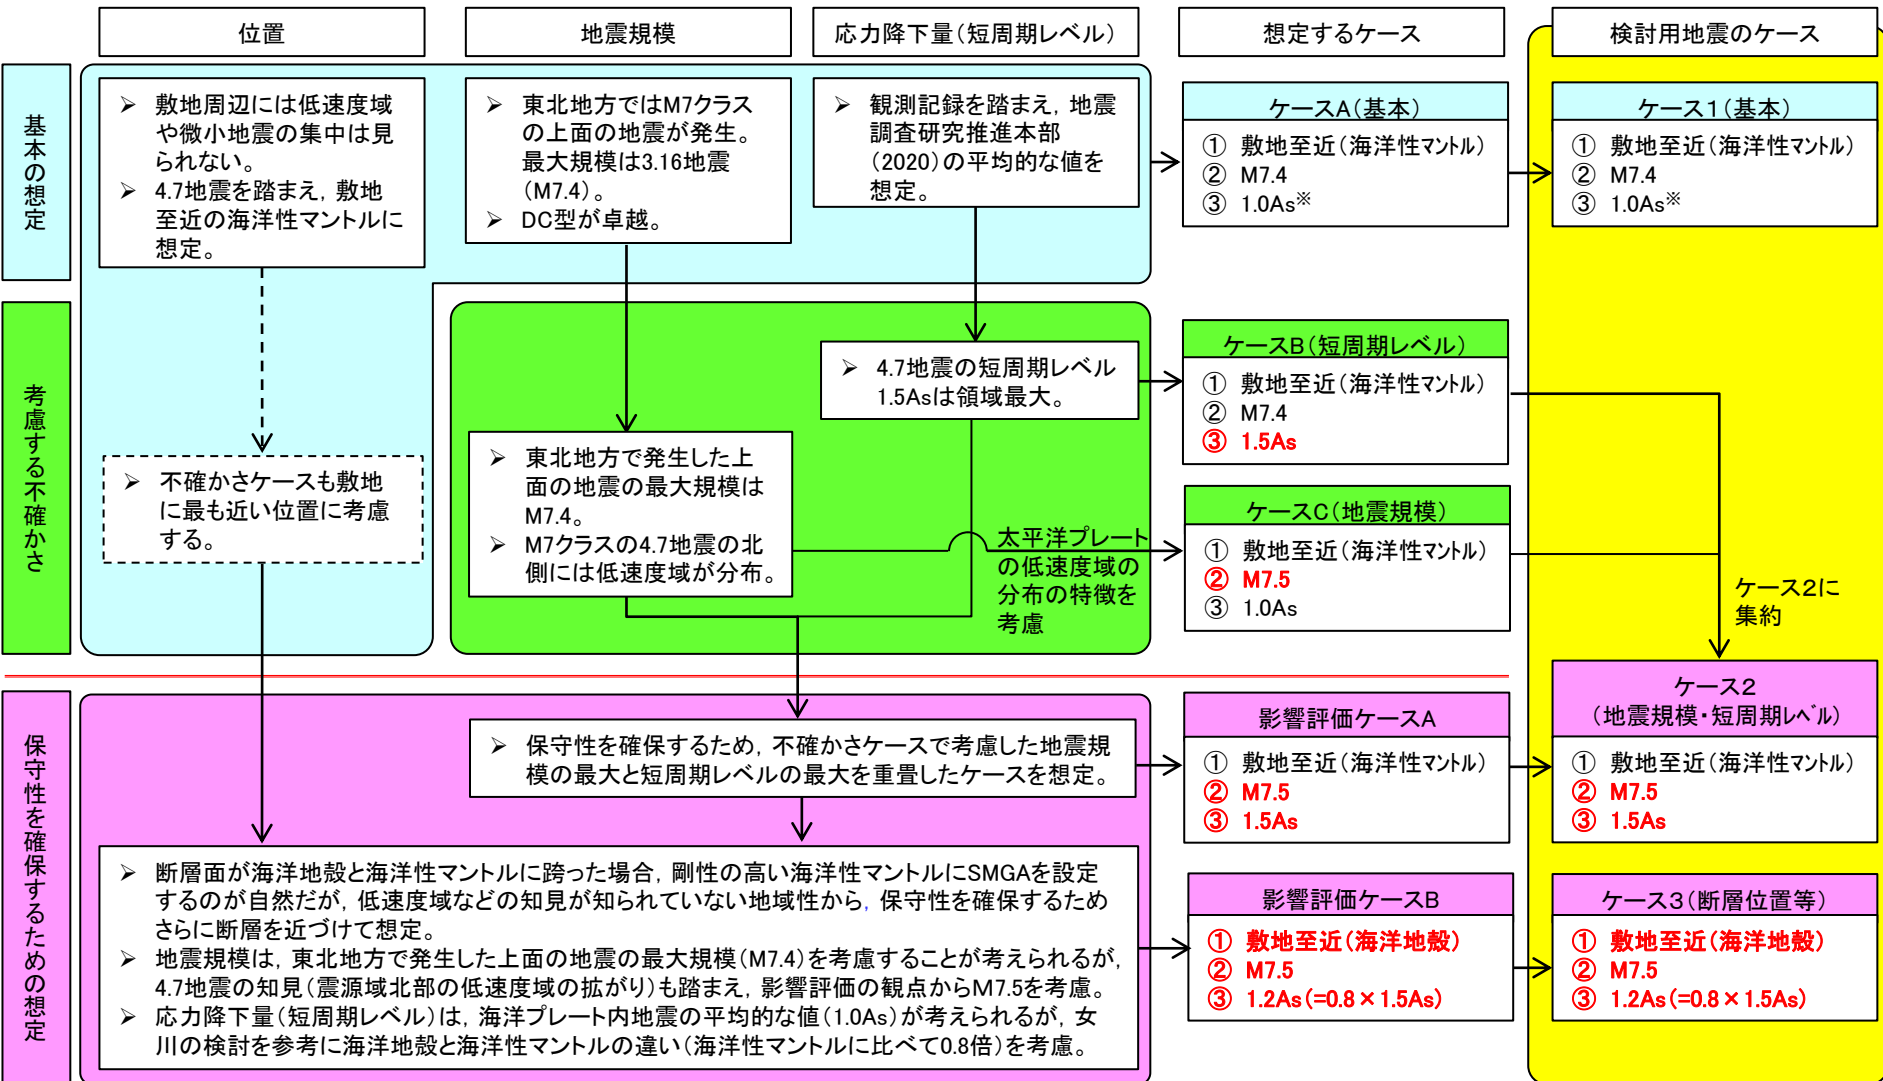 位置
地震規模
応力降下量(短周期レベル)
想定するケース
検討用地震のケース
基本の想定
➢ 敷地周辺には低速度域
や微小地震の集中は見
られない。
➢ 4.7地震を踏まえ，敷地
至近の海洋性マントルに
想定。
➢ 東北地方ではM7クラス
の上面の地震が発生。
最大規模は3.16地震
(M7.4)。
➢ DC型が卓越。
➢ 観測記録を踏まえ，地震
調査研究推進本部
(2020)の平均的な値を
想定。
ケースA(基本)
① 敷地至近(海洋性マントル)
② M7.4
③ 1.0As※
ケース1(基本)
① 敷地至近(海洋性マントル)
② M7.4
③ 1.0As※
考慮する不確かさ
➢ 不確かさケースも敷地
に最も近い位置に考慮
する。
➢ 東北地方で発生した上
面の地震の最大規模は
M7.4。
➢ M7クラスの4.7地震の北
側には低速度域が分布。
➢ 4.7地震の短周期レベル
1.5Asは領域最大。
太平洋プレート
の低速度域の
分布の特徴を
考慮
ケースB(短周期レベル)
① 敷地至近(海洋性マントル)
② M7.4
③ 1.5As
ケースC(地震規模)
① 敷地至近(海洋性マントル)
② M7.5
③ 1.0As
ケース2に
集約
保守性を確保するための想定
➢ 保守性を確保するため，不確かさケースで考慮した地震規
模の最大と短周期レベルの最大を重畳したケースを想定。
➢ 断層面が海洋地殻と海洋性マントルに跨った場合，剛性の高い海洋性マントルにSMGAを設定
するのが自然だが，低速度域などの知見が知られていない地域性から，保守性を確保するため
さらに断層を近づけて想定。
➢ 地震規模は，東北地方で発生した上面の地震の最大規模(M7.4)を考慮することが考えられるが，
4.7地震の知見(震源域北部の低速度域の拡がり)も踏まえ，影響評価の観点からM7.5を考慮。
➢ 応力降下量(短周期レベル)は，海洋プレート内地震の平均的な値(1.0As)が考えられるが，女
川の検討を参考に海洋地殻と海洋性マントルの違い(海洋性マントルに比べて0.8倍)を考慮。
影響評価ケースA
① 敷地至近(海洋性マントル)
② M7.5
③ 1.5As
ケース2
(地震規模・短周期レベル)
① 敷地至近(海洋性マントル)
② M7.5
③ 1.5As
影響評価ケースB
① 敷地至近(海洋地殻)
② M7.5
③ 1.2As(=0.8×1.5As)
ケース3(断層位置等)
① 敷地至近(海洋地殻)
② M7.5
③ 1.2As(=0.8×1.5As)